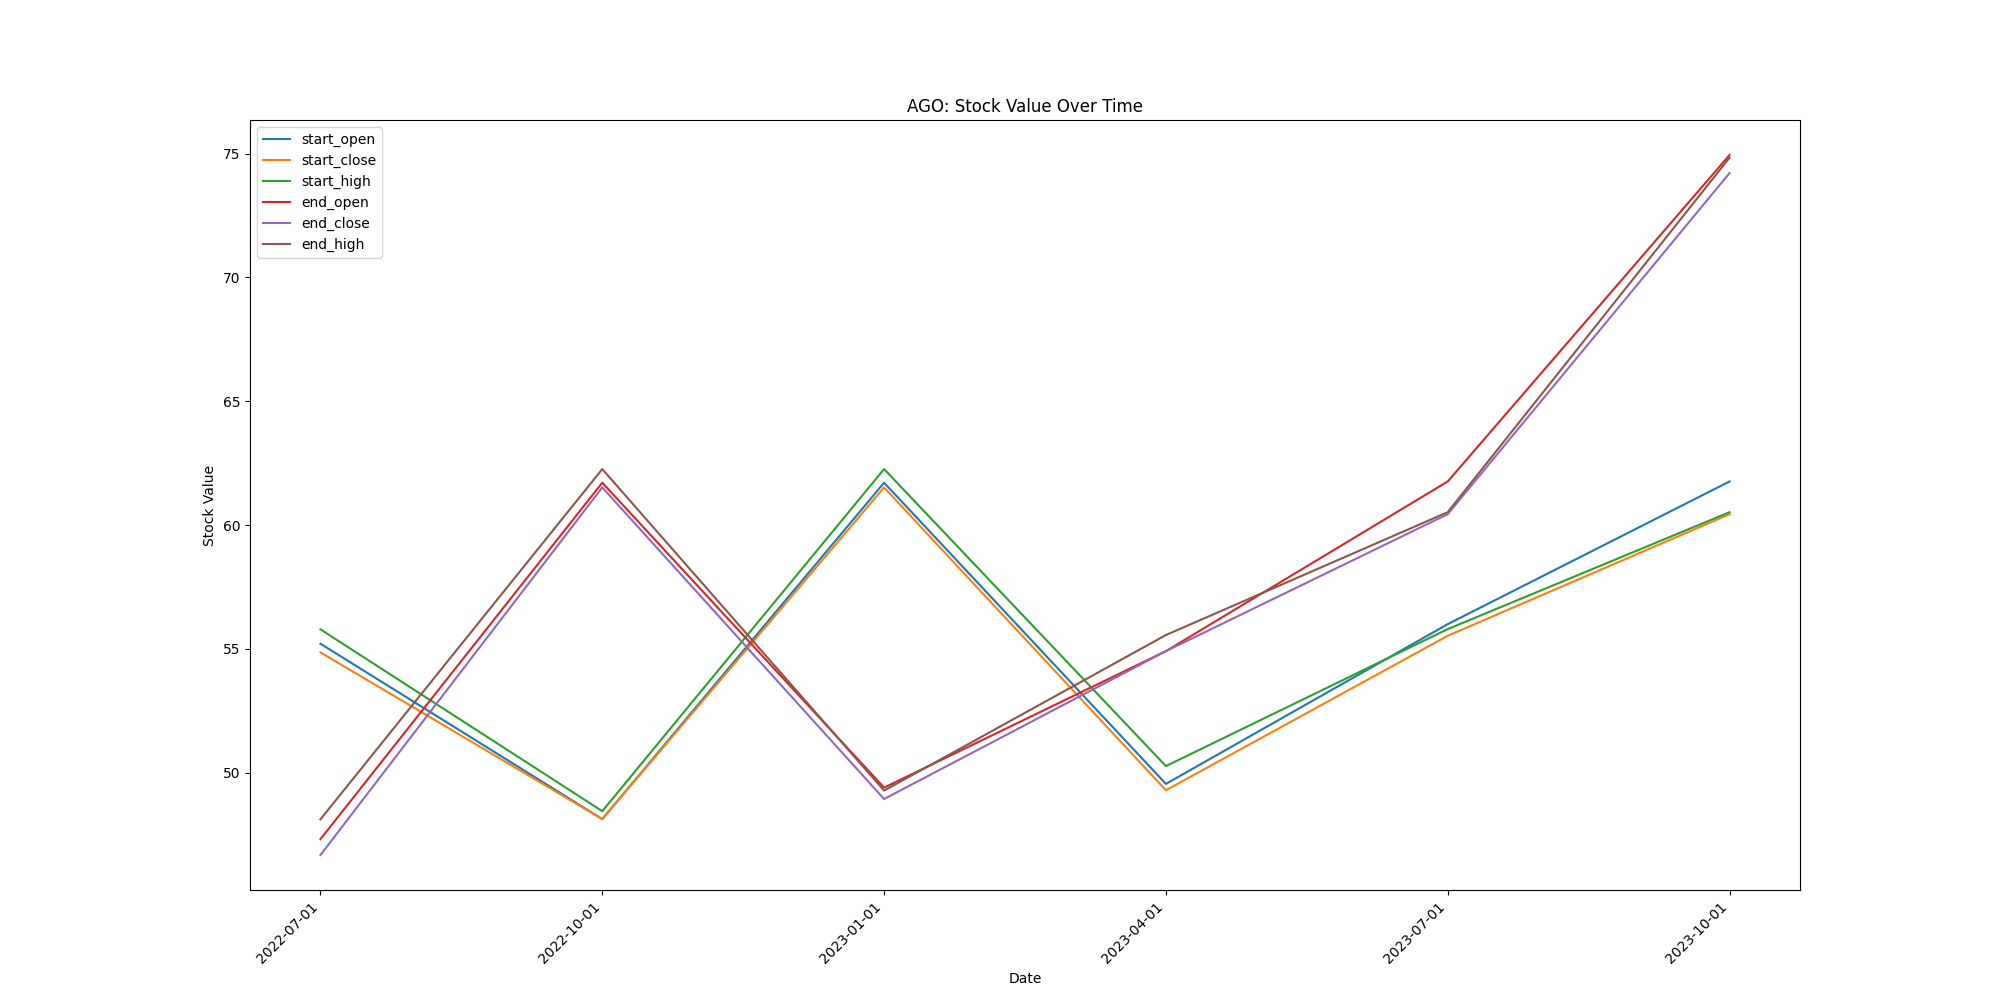 AGO: Stock Value Over Time
start_open
start_close
start_high
end_open
end_close
end_high
75
70
65
60
55
50
Stock Value
2022-07-01
2022-10-01
2023-01-01
2023-04-01
2023-07-01
2023-10-01
Date